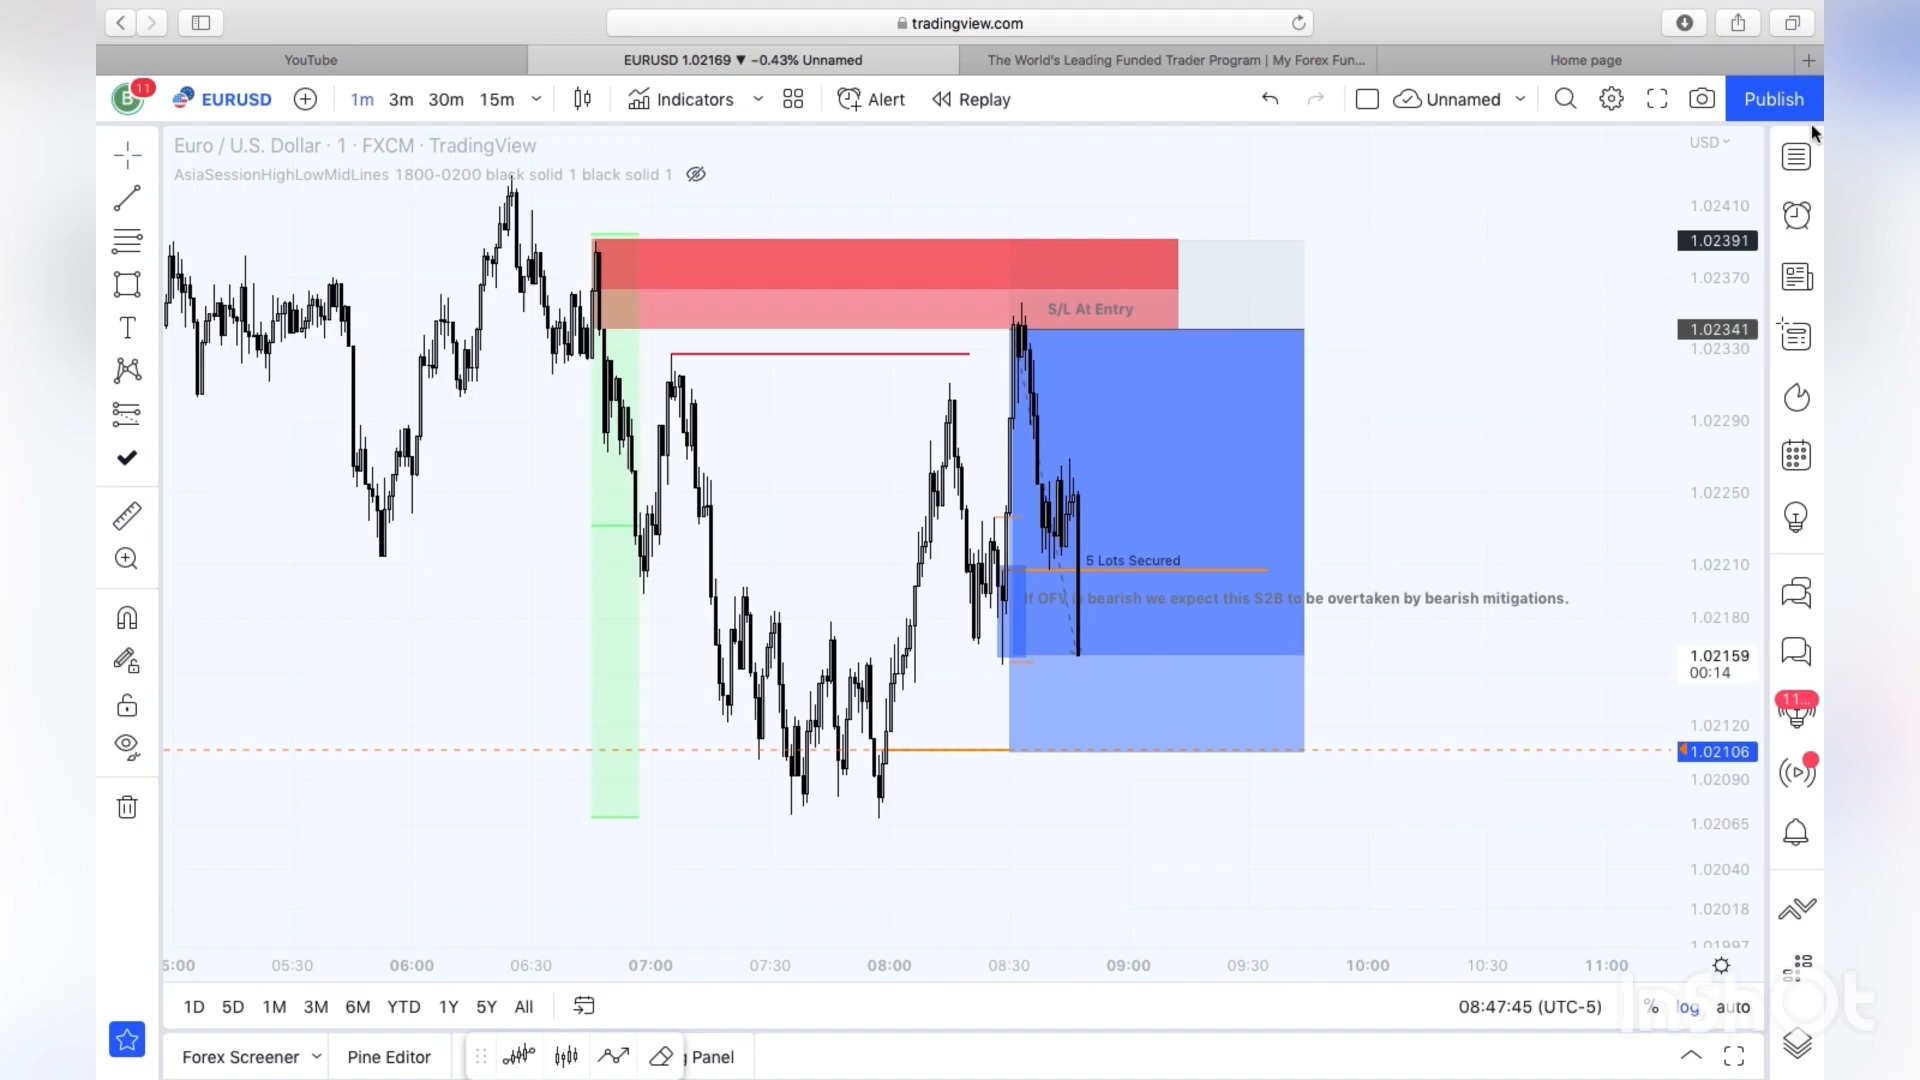 tradingview.com
YouTube
EURUSD 1.02169 ▼ −0.43% Unnamed
The World's Leading Funded Trader Program | My Forex Fun...
Home page
B
11
EURUSD
1m 3m 30m 15m
Indicators
Alert
Replay
Unnamed
Publish
Euro / U.S. Dollar · 1 · FXCM · TradingView
AsiaSessionHighLowMidLines 1800-0200 black solid 1 black solid 1
USD
1.02410
1.02391
1.02370
S/L At Entry
1.02341
1.02330
1.02290
1.02250
5 Lots Secured
1.02210
If OFV is bearish we expect this S2B to be overtaken by bearish mitigations.
1.02180
1.02159
00:14
11...
1.02120
1.02106
1.02090
1.02065
1.02040
1.02018
1.01997
5:00 05:30 06:00 06:30 07:00 07:30 08:00 08:30 09:00 09:30 10:00 10:30 11:00
1D 5D 1M 3M 6M YTD 1Y 5Y All
08:47:45 (UTC-5)
% log auto
InShOt
Forex Screener
Pine Editor
Panel